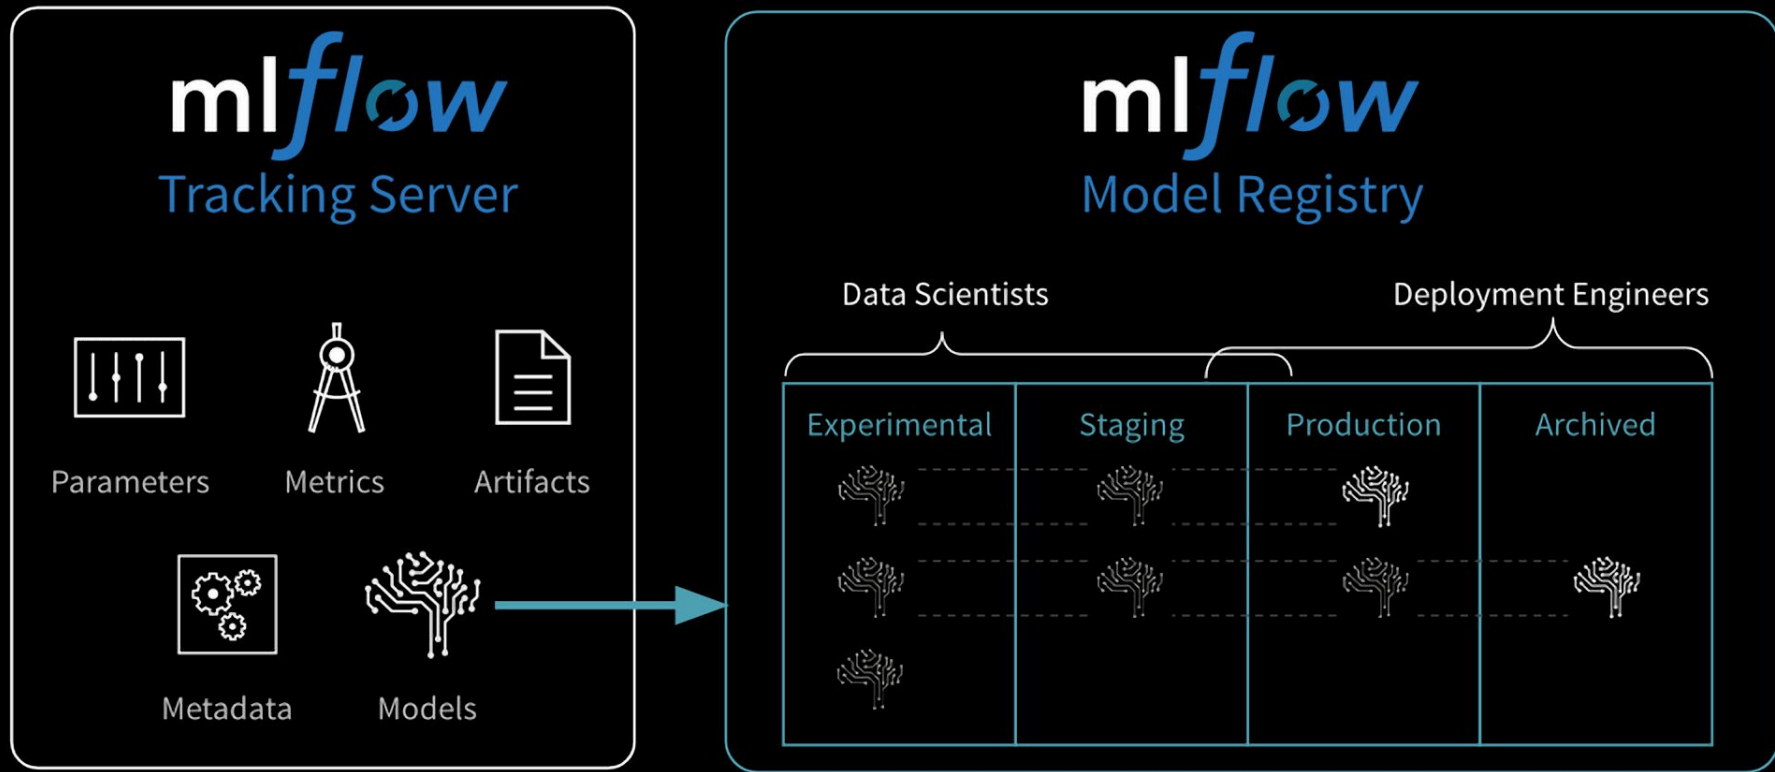 mlflow
Tracking Server
Parameters
Metrics
Artifacts
Metadata
Models
mlflow
Model Registry
Data Scientists
Deployment Engineers
Experimental
Staging
Production
Archived